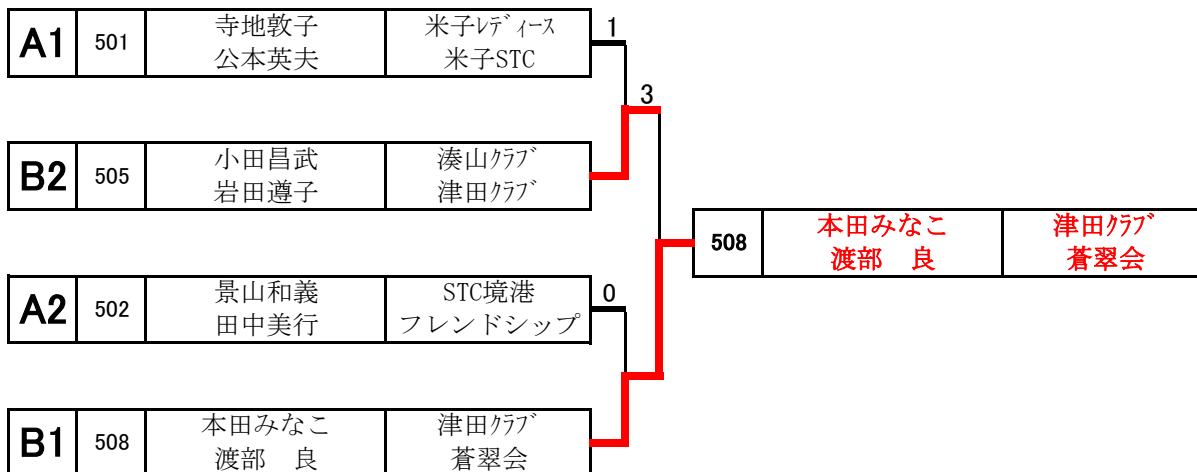 A1 501 寺地敦子 米子ﾚﾃﾞｨｰｽ 1
公本英夫 米子STC
3
B2 505 小田昌武 湊山ｸﾗﾌﾞ
岩田遵子 津田ｸﾗﾌﾞ
508 本田みなこ 津田ｸﾗﾌﾞ
渡部　良 蒼翠会
A2 502 景山和義 STC境港 0
田中美行 フレンドシップ
B1 508 本田みなこ 津田ｸﾗﾌﾞ
渡部　良 蒼翠会